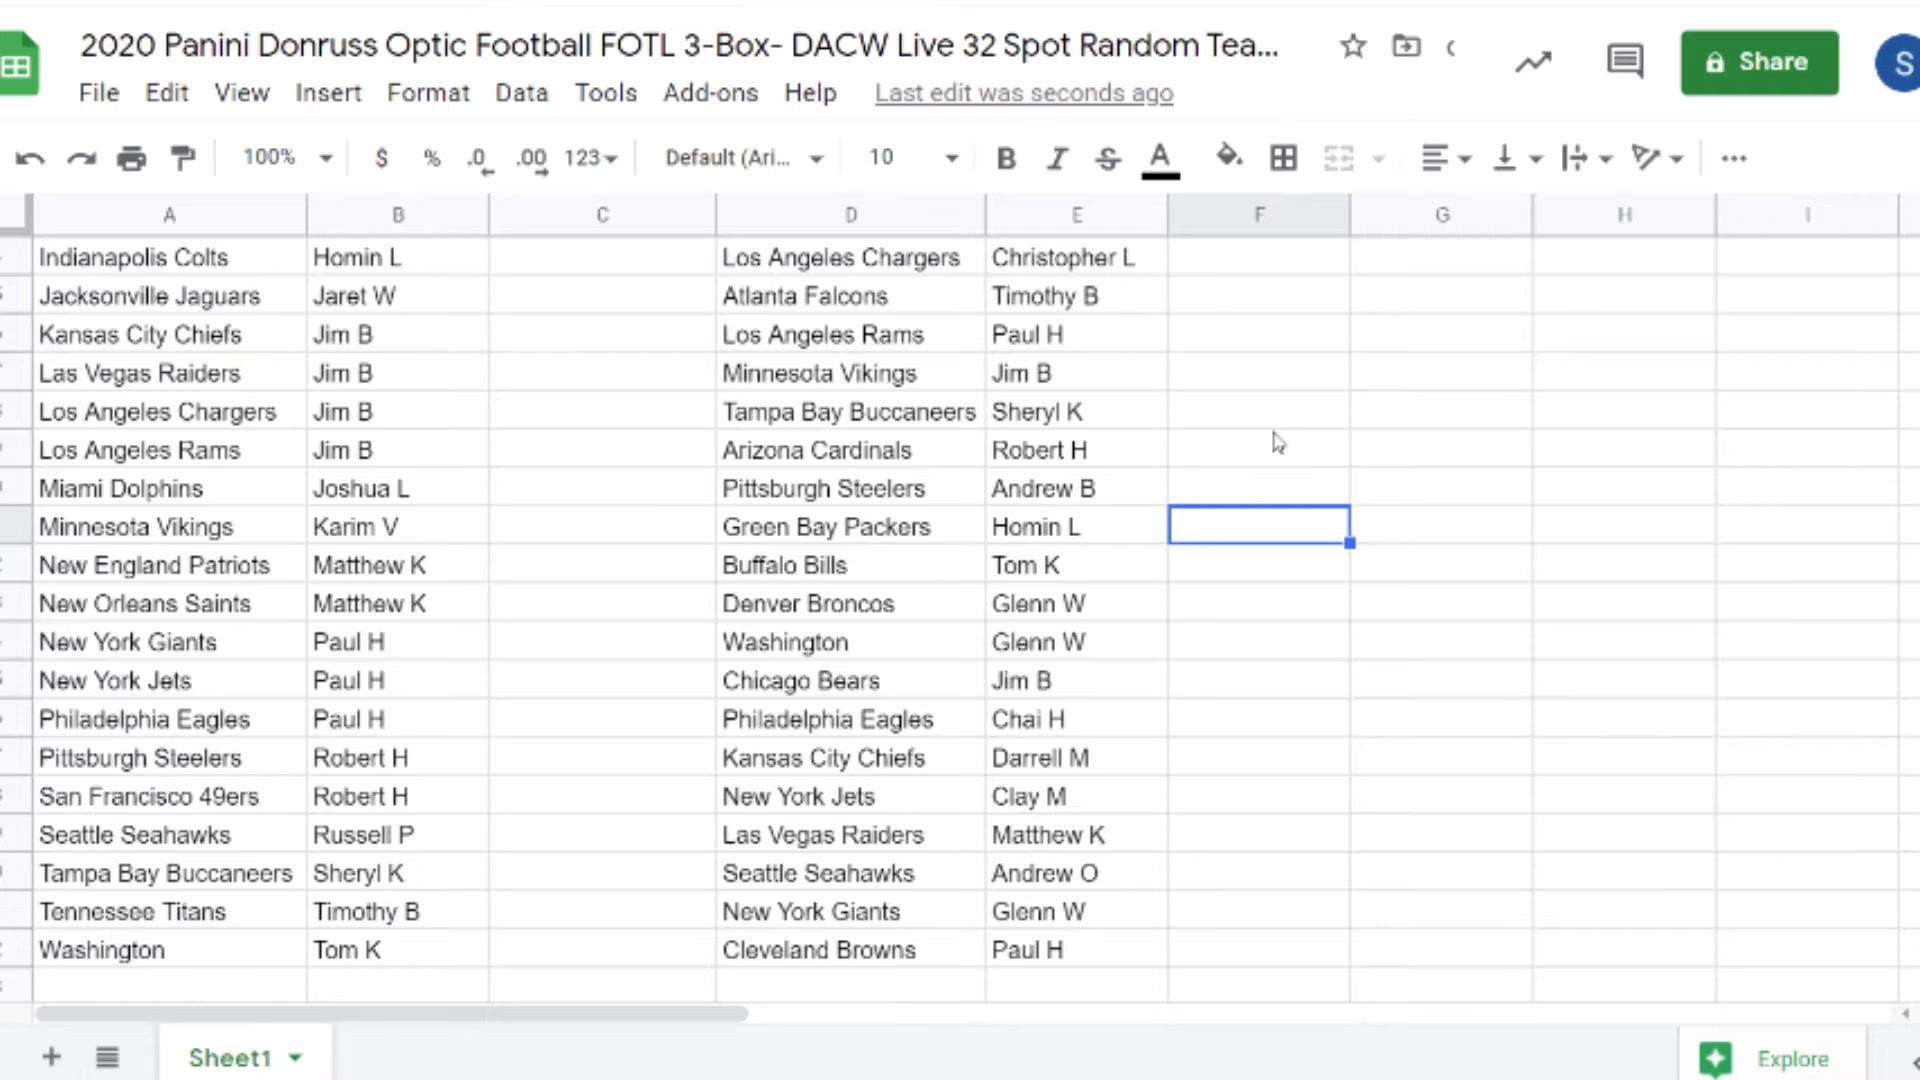 2020 Panini Donruss Optic Football FOTL 3-Box- DACW Live 32 Spot Random Tea...
Share
S
File Edit View Insert Format Data Tools Add-ons Help Last edit was seconds ago
100% $ % .0 .00 123 Default (Ari... 10 B I S A
A B C D E F G H I
Indianapolis Colts Homin L Los Angeles Chargers Christopher L
Jacksonville Jaguars Jaret W Atlanta Falcons Timothy B
Kansas City Chiefs Jim B Los Angeles Rams Paul H
Las Vegas Raiders Jim B Minnesota Vikings Jim B
Los Angeles Chargers Jim B Tampa Bay Buccaneers Sheryl K
Los Angeles Rams Jim B Arizona Cardinals Robert H
Miami Dolphins Joshua L Pittsburgh Steelers Andrew B
Minnesota Vikings Karim V Green Bay Packers Homin L
New England Patriots Matthew K Buffalo Bills Tom K
New Orleans Saints Matthew K Denver Broncos Glenn W
New York Giants Paul H Washington Glenn W
New York Jets Paul H Chicago Bears Jim B
Philadelphia Eagles Paul H Philadelphia Eagles Chai H
Pittsburgh Steelers Robert H Kansas City Chiefs Darrell M
San Francisco 49ers Robert H New York Jets Clay M
Seattle Seahawks Russell P Las Vegas Raiders Matthew K
Tampa Bay Buccaneers Sheryl K Seattle Seahawks Andrew O
Tennessee Titans Timothy B New York Giants Glenn W
Washington Tom K Cleveland Browns Paul H
Sheet1
Explore